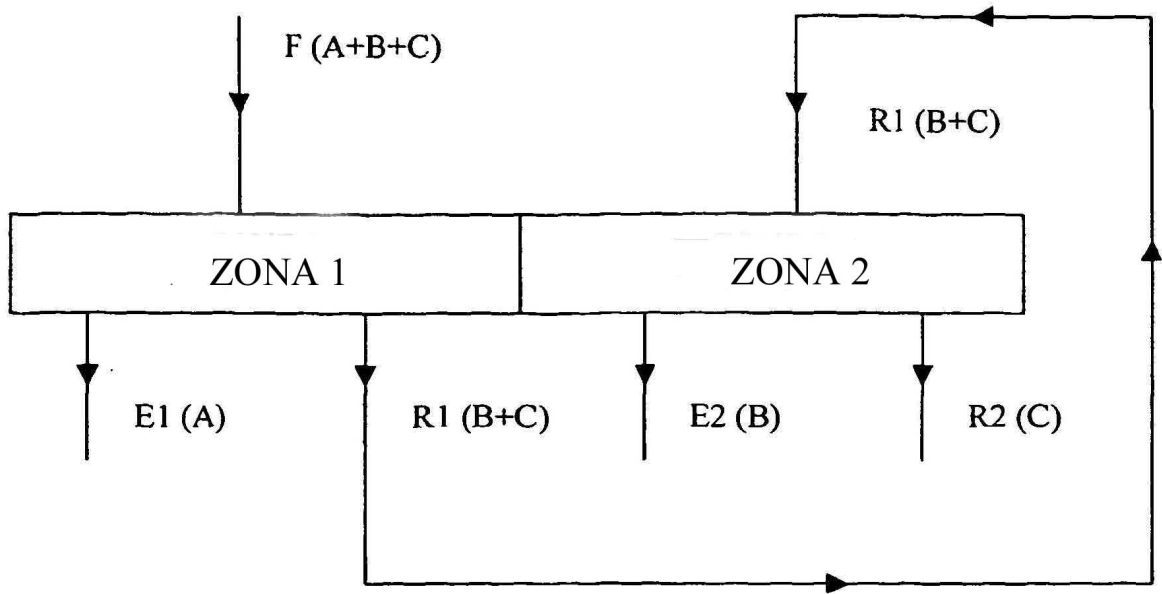 F (A+B+C)
R1 (B+C)
ZONA 1
ZONA 2
E1 (A)
R1 (B+C)
E2 (B)
R2 (C)